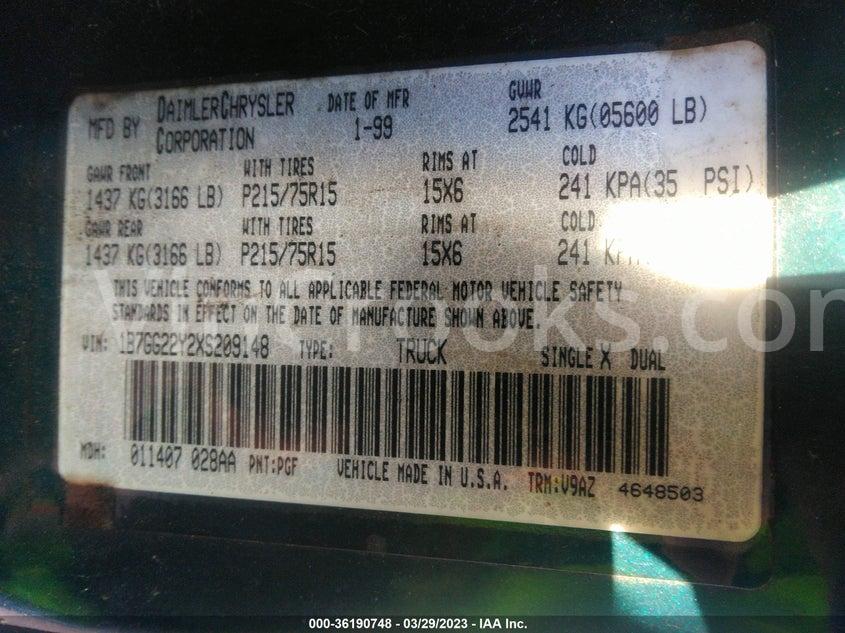 MFD BY DAIMLERCHRYSLER CORPORATION DATE OF MFR 1-99 GVWR 2541 KG(05600 LB)
GAWR FRONT WITH TIRES RIMS AT COLD
1437 KG(3166 LB) P215/75R15 15X6 241 KPA(35 PSI)
GAWR REAR WITH TIRES RIMS AT COLD
1437 KG(3166 LB) P215/75R15 15X6 241
THIS VEHICLE CONFORMS TO ALL APPLICABLE FEDERAL MOTOR VEHICLE SAFETY
STANDARDS IN EFFECT ON THE DATE OF MANUFACTURE SHOWN ABOVE.
VIN: 1B7GG22Y2XS209148 TYPE: TRUCK SINGLE X DUAL
MDH: 011407 028AA PNT:PGF VEHICLE MADE IN U.S.A. TRM:V9AZ 4648503
000-36190748 - 03/29/2023 - IAA Inc.